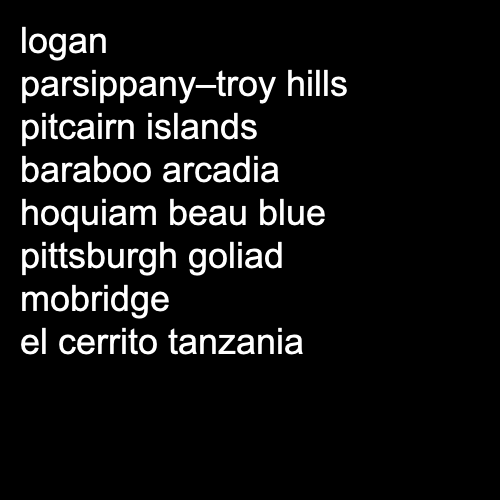 logan
parsippany–troy hills
pitcairn islands
baraboo arcadia
hoquiam beau blue
pittsburgh goliad
mobridge
el cerrito tanzania